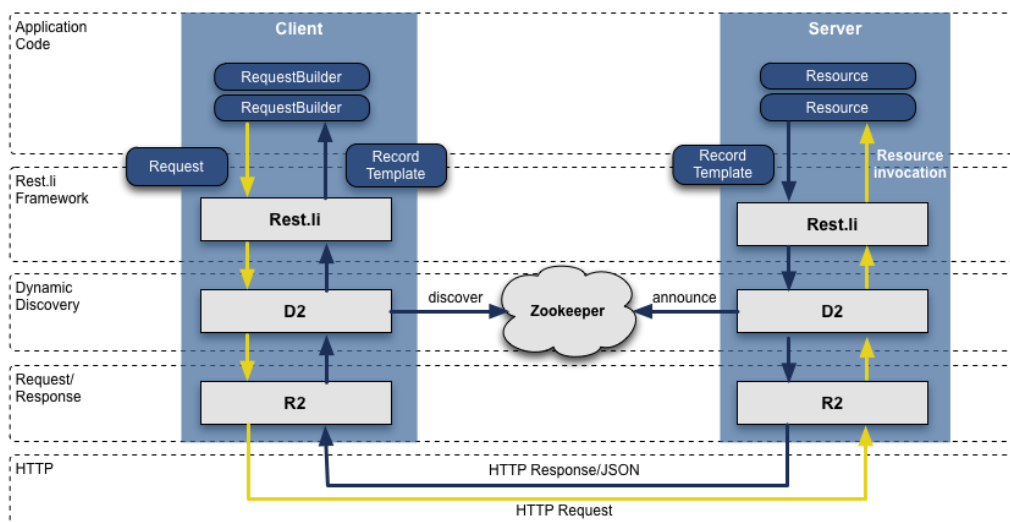 Application
Code
Client
Server
RequestBuilder
RequestBuilder
Resource
Resource
Request
Record
Template
Record
Template
Resource
invocation
Rest.li
Framework
Rest.li
Rest.li
Dynamic
Discovery
D2
discover
Zookeeper
announce
D2
Request/
Response
R2
R2
HTTP
HTTP Response/JSON
HTTP Request